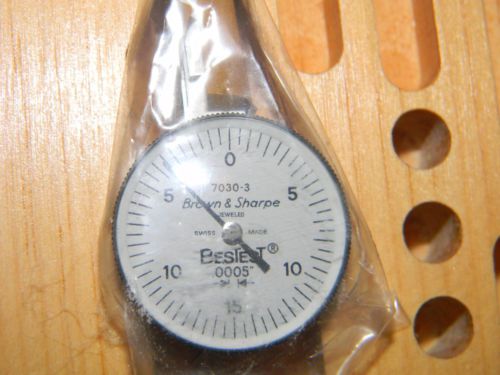 0
5 5
7030-3
Brown & Sharpe
JEWELED
SWISS MADE
BESTEST®
10 .0005" 10
15